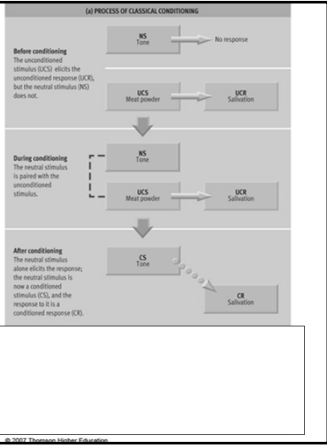 (a) PROCESS OF CLASSICAL CONDITIONING
Before conditioning
The unconditioned
stimulus (UCS) elicits the
unconditioned response (UCR),
but the neutral stimulus (NS)
does not.
NS
Tone
No response
UCS
Meat powder
UCR
Salivation
During conditioning
The neutral stimulus
is paired with the
unconditioned
stimulus.
NS
Tone
UCS
Meat powder
UCR
Salivation
After conditioning
The neutral stimulus
alone elicits the response;
the neutral stimulus is
now a conditioned
stimulus (CS), and the
response to it is a
conditioned response (CR).
CS
Tone
CR
Salivation
© 2007 Thomson Higher Education